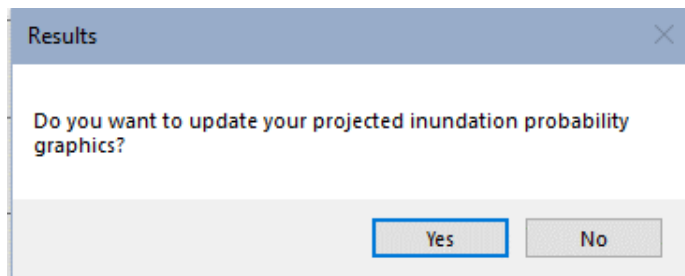 Results
Do you want to update your projected inundation probability
graphics?
Yes No